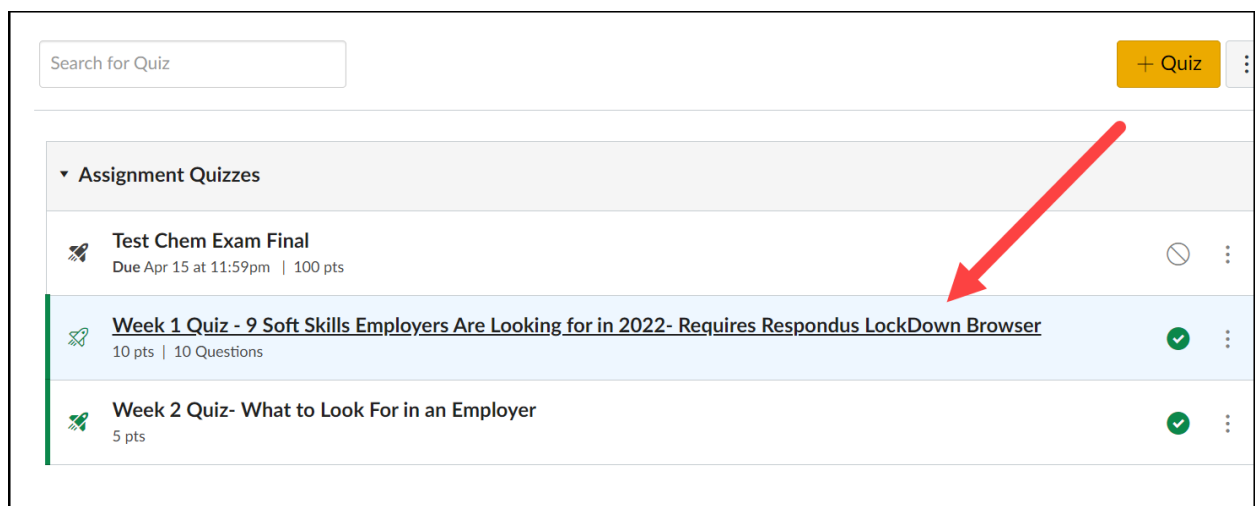 Search for Quiz
+ Quiz
Assignment Quizzes
Test Chem Exam Final
Due Apr 15 at 11:59pm | 100 pts
Week 1 Quiz - 9 Soft Skills Employers Are Looking for in 2022- Requires Respondus LockDown Browser
10 pts | 10 Questions
Week 2 Quiz- What to Look For in an Employer
5 pts